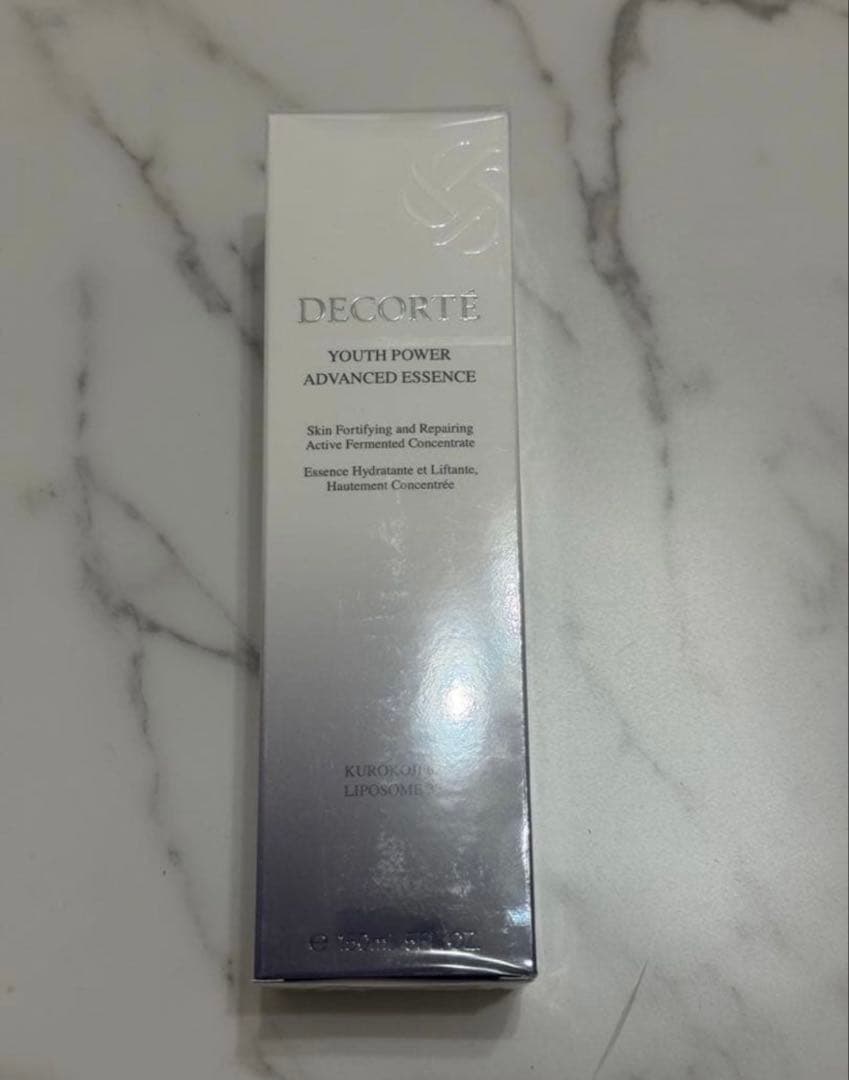 DECORTÉ
YOUTH POWER
ADVANCED ESSENCE
Skin Fortifying and Repairing
Active Fermented Concentrate
Essence Hydratante et Liftante,
Hautement Concentrée
KUROKOJI
LIPOSOME
℮ 150ml